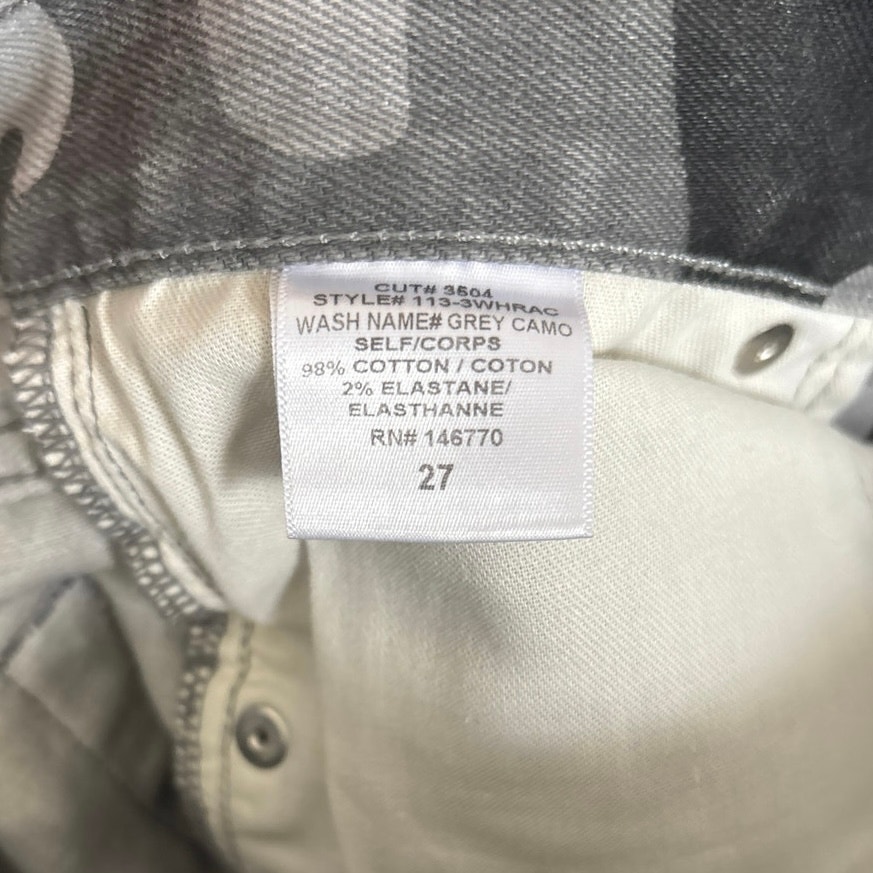 CUT# 3504
STYLE# 113-3WHRAC
WASH NAME# GREY CAMO
SELF/CORPS
98% COTTON / COTON
2% ELASTANE/
ELASTHANNE
RN# 146770
27